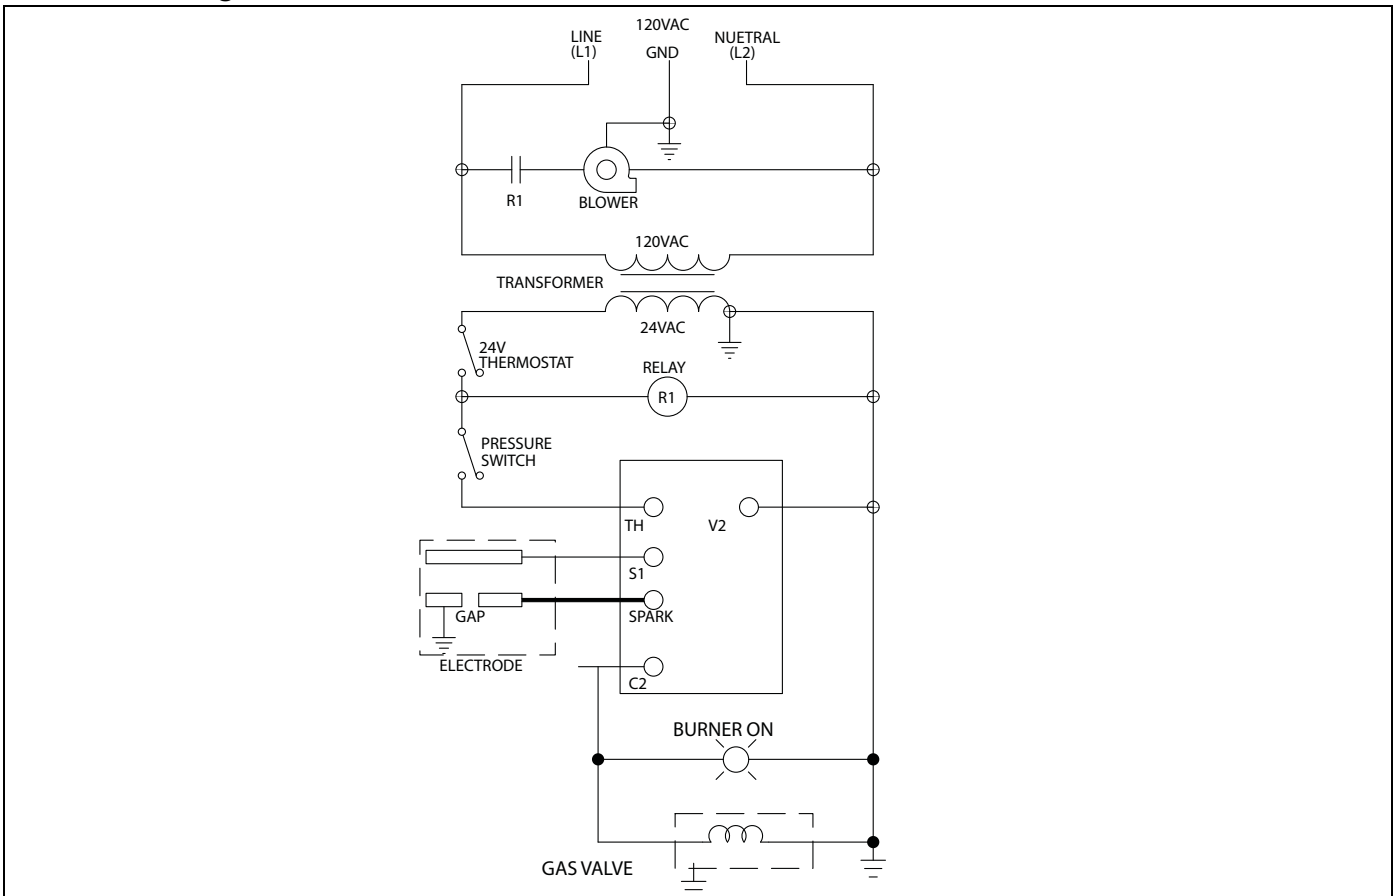 120VAC
LINE
(L1)
GND
NUETRAL
(L2)
R1
BLOWER
120VAC
TRANSFORMER
24VAC
24V
THERMOSTAT
RELAY
R1
PRESSURE
SWITCH
TH
V2
S1
GAP
SPARK
ELECTRODE
C2
BURNER ON
GAS VALVE